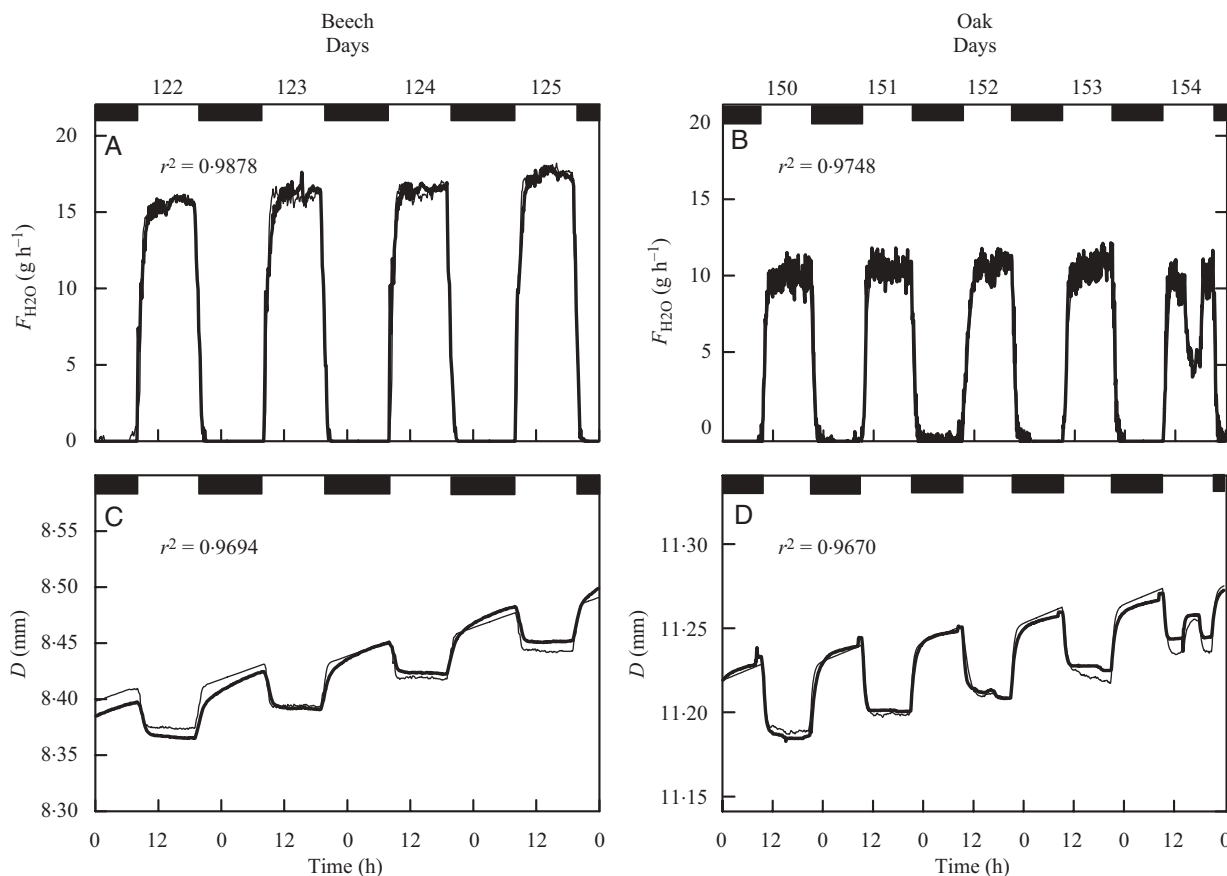 Beech
Days
122 123 124 125
A
r² = 0·9878
20
15
10
5
0
F_H2O (g h⁻¹)
Oak
Days
150 151 152 153 154
B
r² = 0·9748
20
15
10
5
0
F_H2O (g h⁻¹)
C
r² = 0·9694
8·55
8·50
8·45
8·40
8·35
8·30
D (mm)
0 12 0 12 0 12 0 12 0
Time (h)
D
r² = 0·9670
11·30
11·25
11·20
11·15
D (mm)
0 12 0 12 0 12 0 12 0 12 0
Time (h)